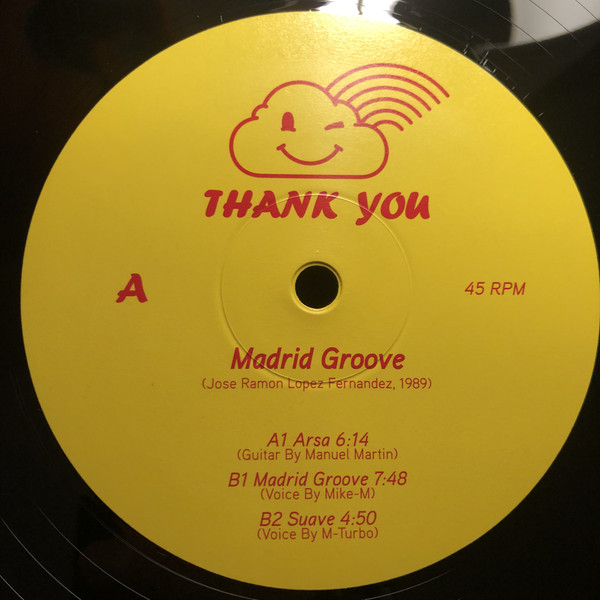 THANK YOU
A
45 RPM
Madrid Groove
(Jose Ramon Lopez Fernandez, 1989)
A1 Arsa 6:14
(Guitar By Manuel Martin)
B1 Madrid Groove 7:48
(Voice By Mike-M)
B2 Suave 4:50
(Voice By M-Turbo)